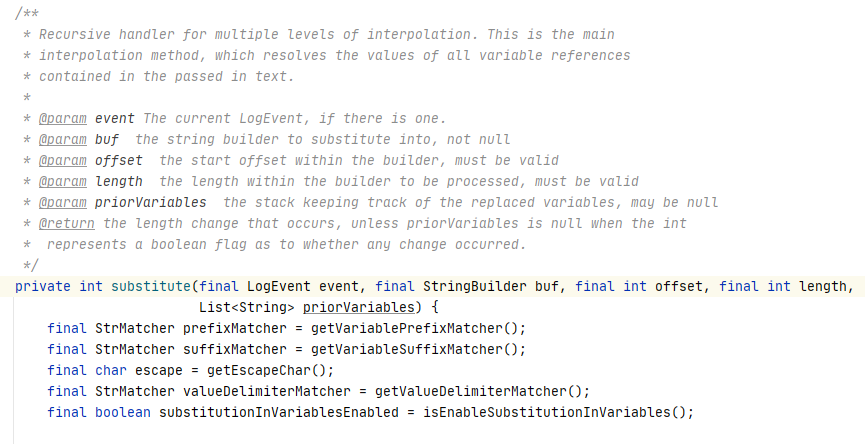 /**
 * Recursive handler for multiple levels of interpolation. This is the main
 * interpolation method, which resolves the values of all variable references
 * contained in the passed in text.
 *
 * @param event The current LogEvent, if there is one.
 * @param buf  the string builder to substitute into, not null
 * @param offset  the start offset within the builder, must be valid
 * @param length  the length within the builder to be processed, must be valid
 * @param priorVariables  the stack keeping track of the replaced variables, may be null
 * @return the length change that occurs, unless priorVariables is null when the int
 *  represents a boolean flag as to whether any change occurred.
 */
private int substitute(final LogEvent event, final StringBuilder buf, final int offset, final int length,
                       List<String> priorVariables) {
    final StrMatcher prefixMatcher = getVariablePrefixMatcher();
    final StrMatcher suffixMatcher = getVariableSuffixMatcher();
    final char escape = getEscapeChar();
    final StrMatcher valueDelimiterMatcher = getValueDelimiterMatcher();
    final boolean substitutionInVariablesEnabled = isEnableSubstitutionInVariables();